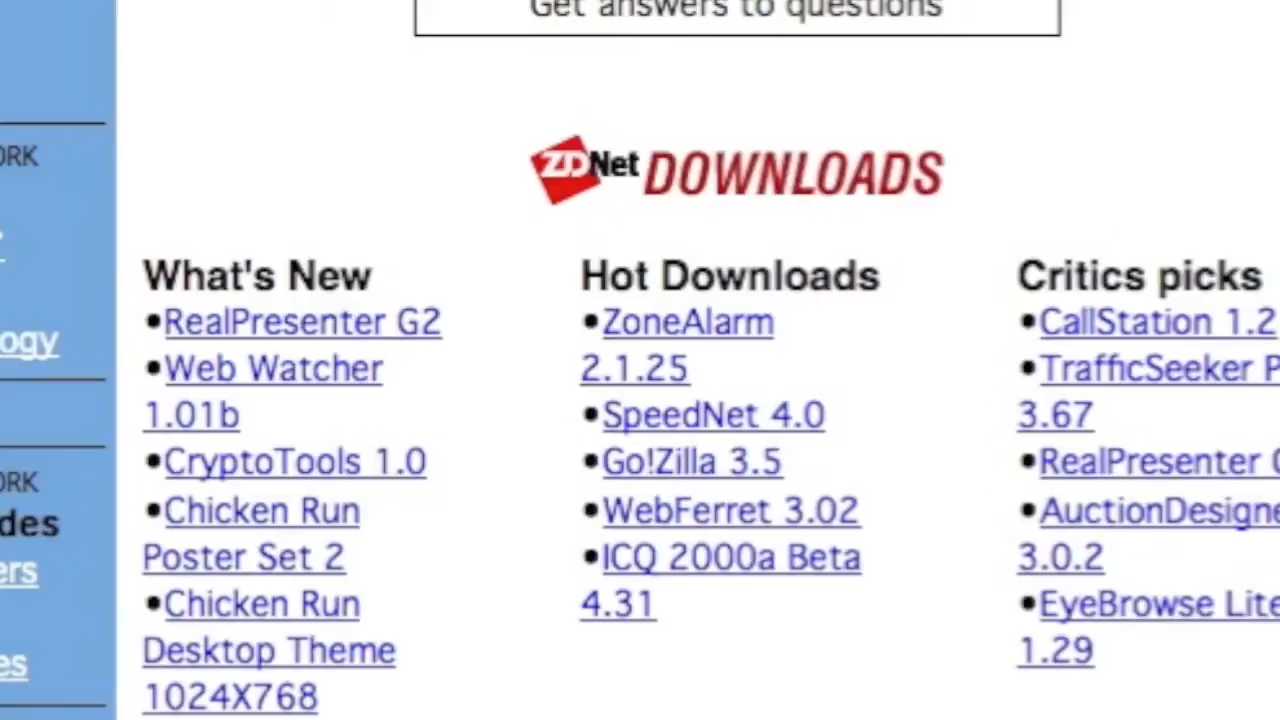 Get answers to questions
ORK
ogy
ORK
des
ers
es
ZDNet DOWNLOADS
What's New
•RealPresenter G2
•Web Watcher
1.01b
•CryptoTools 1.0
•Chicken Run
Poster Set 2
•Chicken Run
Desktop Theme
1024X768
Hot Downloads
•ZoneAlarm
2.1.25
•SpeedNet 4.0
•Go!Zilla 3.5
•WebFerret 3.02
•ICQ 2000a Beta
4.31
Critics picks
•CallStation 1.2
•TrafficSeeker P
3.67
•RealPresenter
•AuctionDesigne
3.0.2
•EyeBrowse Lite
1.29